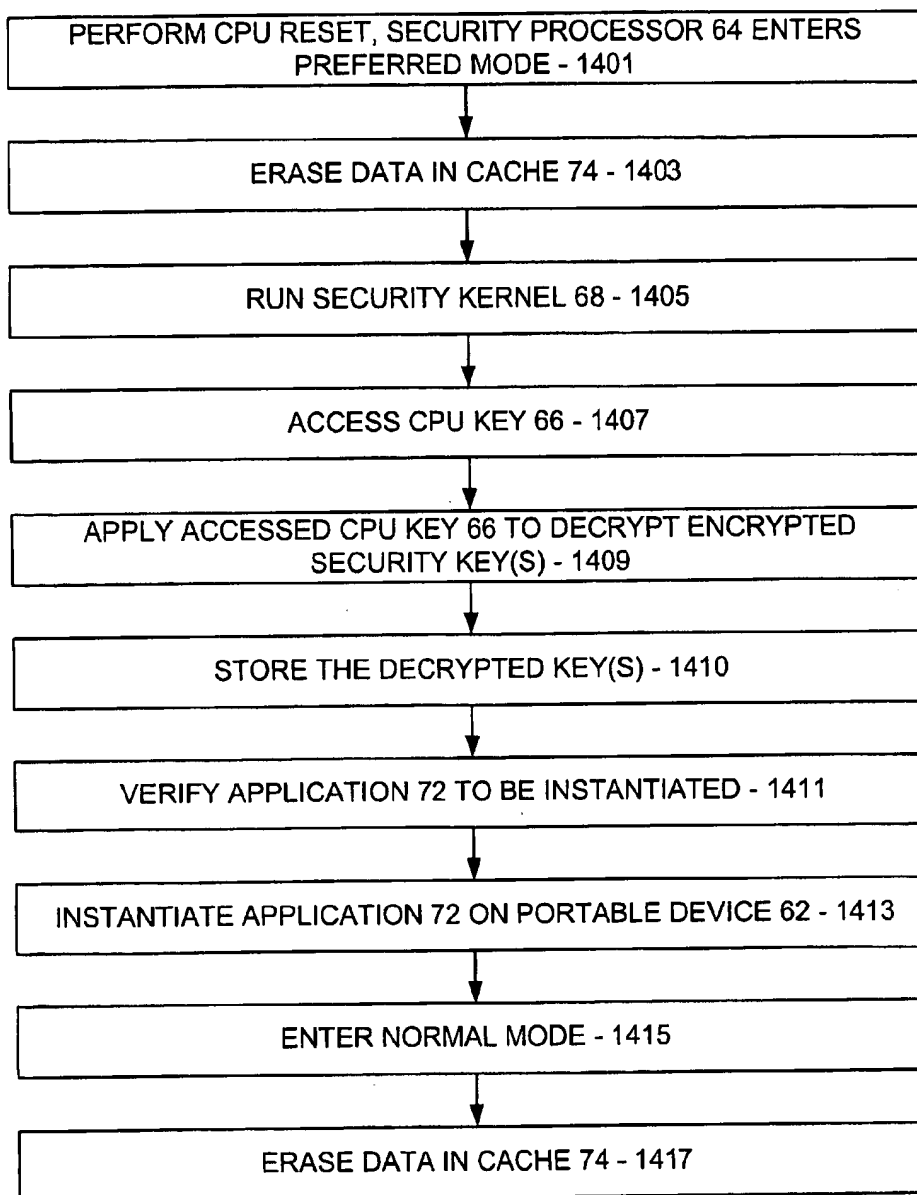 PERFORM CPU RESET, SECURITY PROCESSOR 64 ENTERS
PREFERRED MODE - 1401
ERASE DATA IN CACHE 74 - 1403
RUN SECURITY KERNEL 68 - 1405
ACCESS CPU KEY 66 - 1407
APPLY ACCESSED CPU KEY 66 TO DECRYPT ENCRYPTED
SECURITY KEY(S) - 1409
STORE THE DECRYPTED KEY(S) - 1410
VERIFY APPLICATION 72 TO BE INSTANTIATED - 1411
INSTANTIATE APPLICATION 72 ON PORTABLE DEVICE 62 - 1413
ENTER NORMAL MODE - 1415
ERASE DATA IN CACHE 74 - 1417